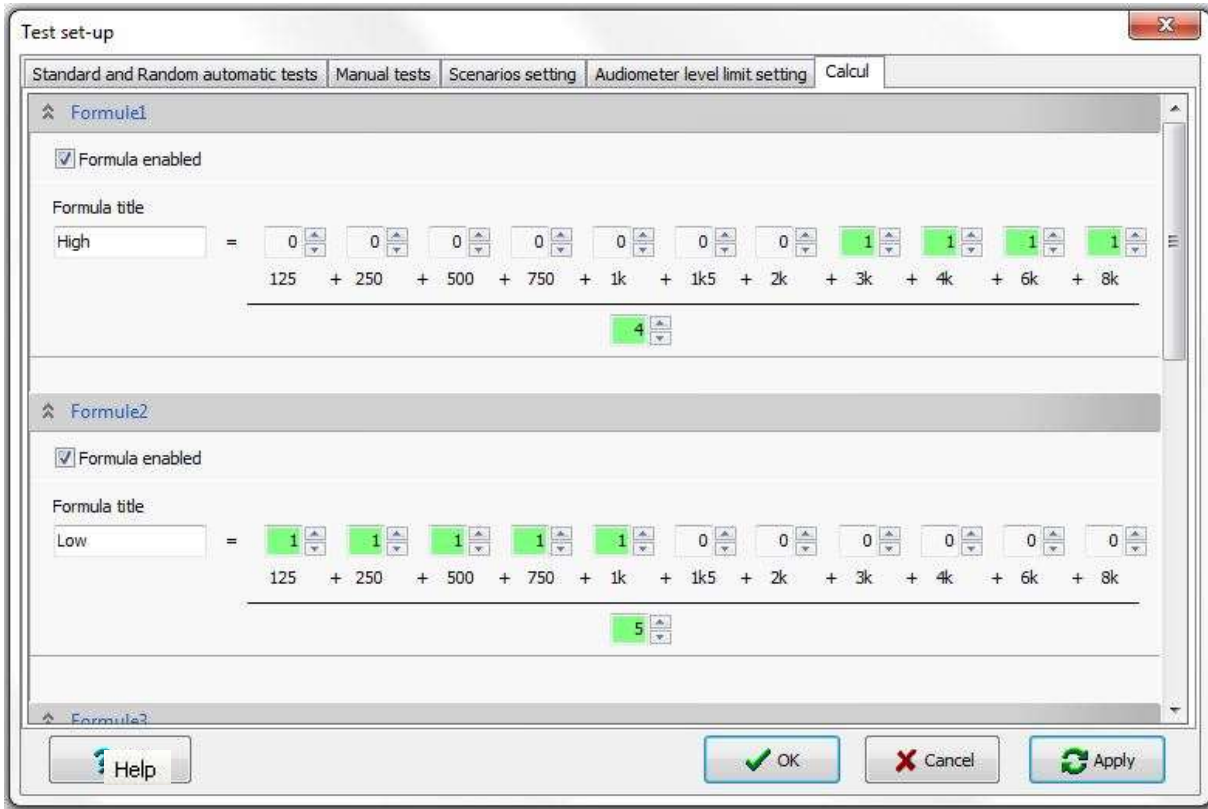 Test set-up
Standard and Random automatic tests Manual tests Scenarios setting Audiometer level limit setting Calcul
Formule1
Formula enabled
Formula title
High = 0 0 0 0 0 0 0 1 1 1 1
125 + 250 + 500 + 750 + 1k + 1k5 + 2k + 3k + 4k + 6k + 8k
4
Formule2
Formula enabled
Formula title
Low = 1 1 1 1 1 0 0 0 0 0 0
125 + 250 + 500 + 750 + 1k + 1k5 + 2k + 3k + 4k + 6k + 8k
5
Formule3
? Help OK Cancel Apply